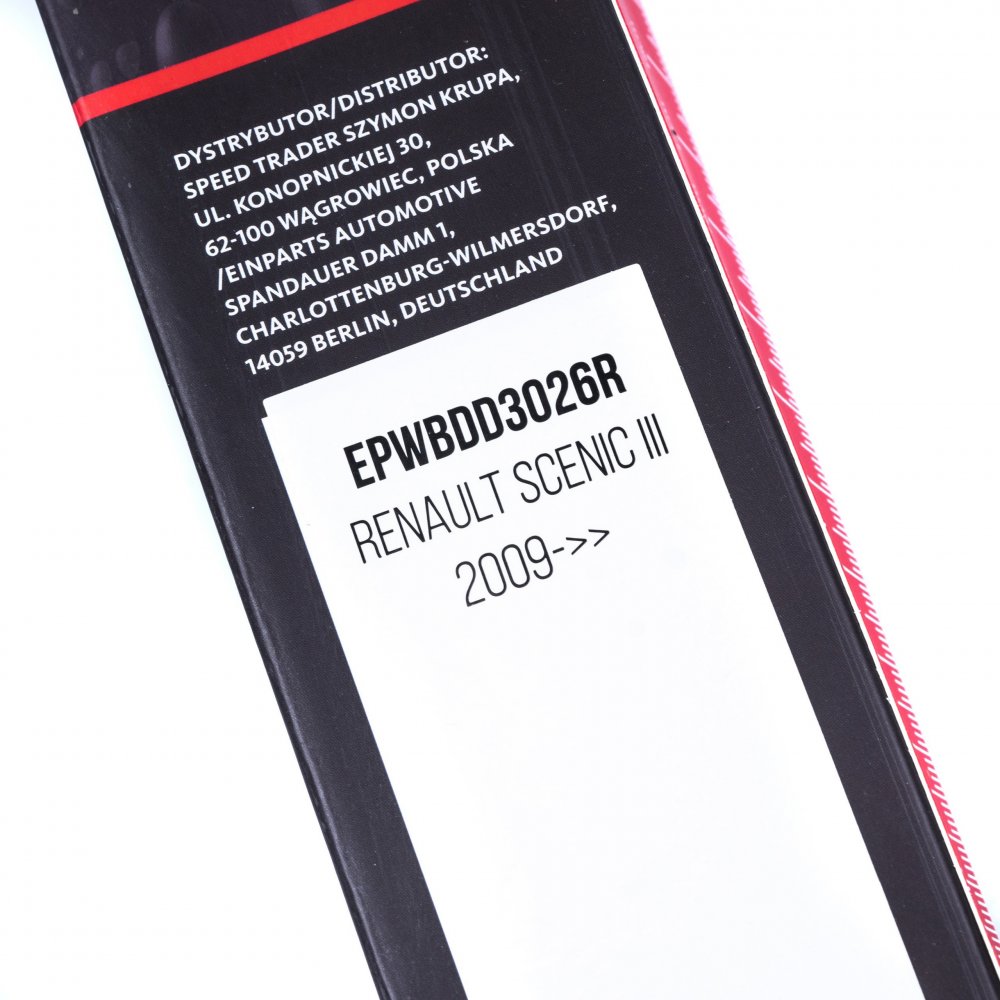 DYSTRYBUTOR/DISTRIBUTOR:
SPEED TRADER SZYMON KRUPA,
UL. KONOPNICKIEJ 30,
62-100 WĄGROWIEC, POLSKA
/EINPARTS AUTOMOTIVE
SPANDAUER DAMM 1,
CHARLOTTENBURG-WILMERSDORF,
14059 BERLIN, DEUTSCHLAND
EPWBDD3026R
RENAULT SCENIC III
2009->>